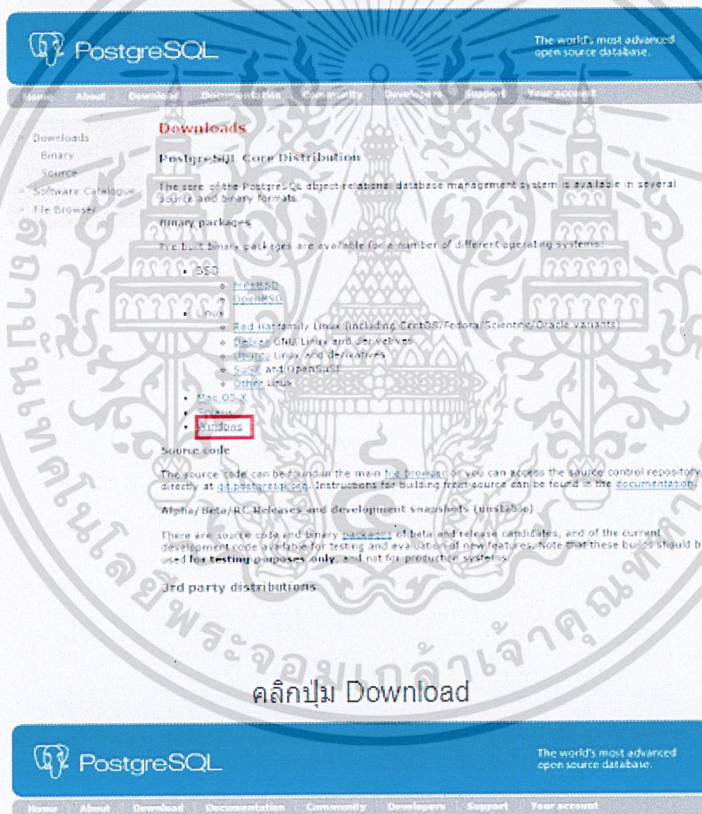 PostgreSQL
The world's most advanced
open source database.
Home About Download Documentation Community Developers Support Your account
Downloads
Binary
Source
Software Catalogue
File Browser
Downloads
PostgreSQL Core Distribution
The core of the PostgreSQL object-relational database management system is available in several
source and binary formats.
Binary packages
Pre-built binary packages are available for a number of different operating systems:
BSD
FreeBSD
OpenBSD
Linux
Red Hat family Linux (including CentOS/Fedora/Scientific/Oracle variants)
Debian GNU Linux and derivatives
Ubuntu Linux and derivatives
SuSE and OpenSuSE
Other Linux
Mac OS X
Solaris
Windows
Source code
The source code can be found in the main file browser or you can access the source control repository
directly at git.postgresql.org. Instructions for building from source can be found in the documentation.
Alpha/Beta/RC Releases and development snapshots (unstable)
There are source code and binary packages of beta and release candidates, and of the current
development code available for testing and evaluation of new features. Note that these builds should be
used for testing purposes only, and not for production systems.
3rd party distributions
คลิกปุ่ม Download
PostgreSQL
The world's most advanced
open source database.
Home About Download Documentation Community Developers Support Your account